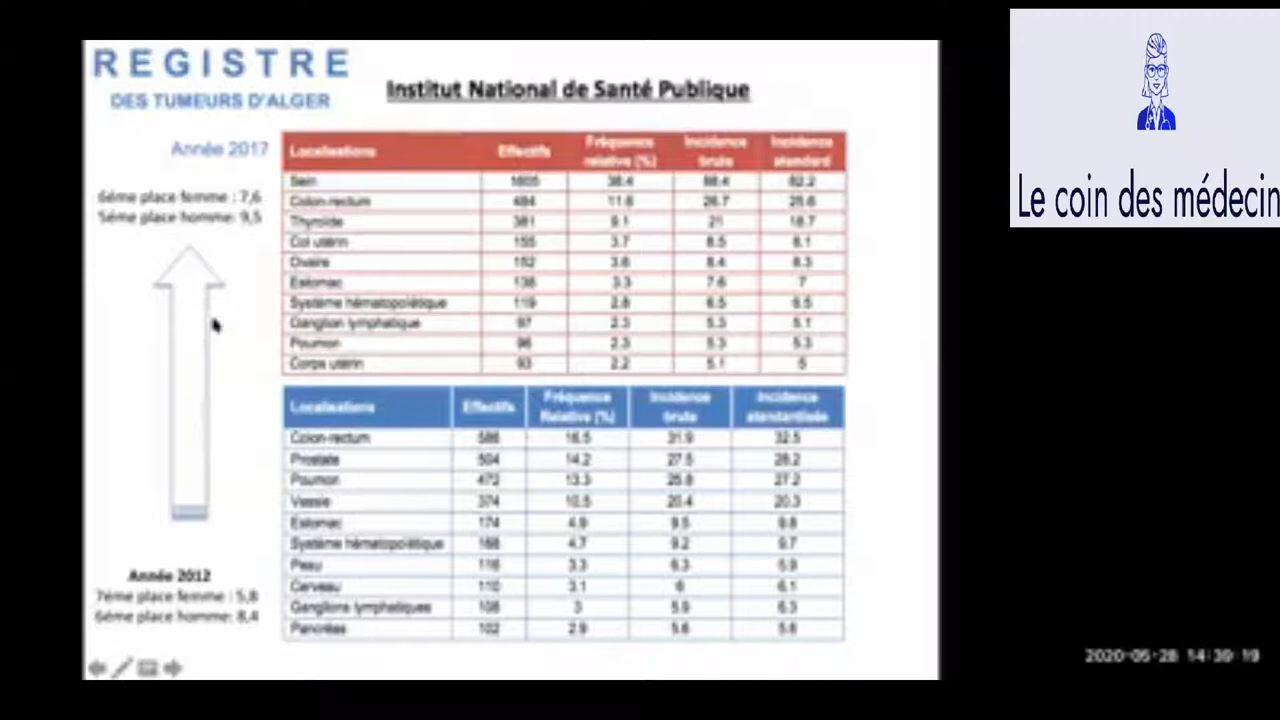 REGISTRE
DES TUMEURS D'ALGER
Institut National de Santé Publique
Année 2017
6éme place femme : 7,6
5éme place homme: 9,5
Localisations Effectifs Fréquence relative (%) Incidence brute Incidence standard
Sein 1605 38.4 88.4 82.2
Colon-rectum 484 11.6 26.7 25.6
Thyroïde 381 9.1 21 18.7
Col utérin 155 3.7 8.5 8.1
Ovaire 152 3.6 8.4 8.3
Estomac 138 3.3 7.6 7
Système hématopoïétique 119 2.8 6.5 6.5
Ganglion lymphatique 97 2.3 5.3 5.1
Poumon 96 2.3 5.3 5.3
Corps utérin 93 2.2 5.1 5
Localisations Effectifs Fréquence Relative (%) Incidence brute Incidence standardisée
Colon-rectum 586 16.5 31.9 32.5
Prostate 504 14.2 27.5 28.2
Poumon 472 13.3 25.8 27.2
Vessie 374 10.5 20.4 20.3
Estomac 174 4.9 9.5 9.8
Système hématopoïétique 168 4.7 9.2 9.7
Peau 116 3.3 6.3 5.9
Cerveau 110 3.1 6 6.1
Ganglions lymphatiques 108 3 5.9 6.3
Pancréas 102 2.9 5.6 5.8
Année 2012
7éme place femme : 5,8
6éme place homme: 8,4
Le coin des médecin
2020-05-28 14:39:19